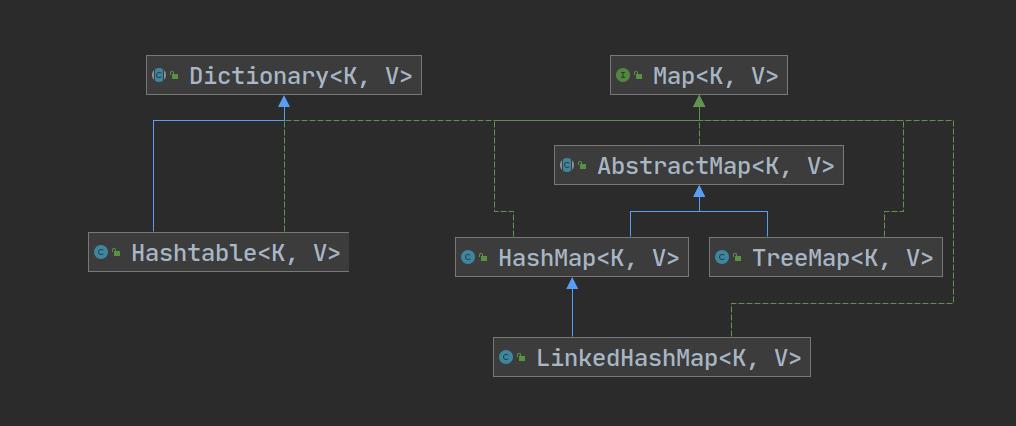 Dictionary<K, V>
Map<K, V>
AbstractMap<K, V>
Hashtable<K, V>
HashMap<K, V>
TreeMap<K, V>
LinkedHashMap<K, V>